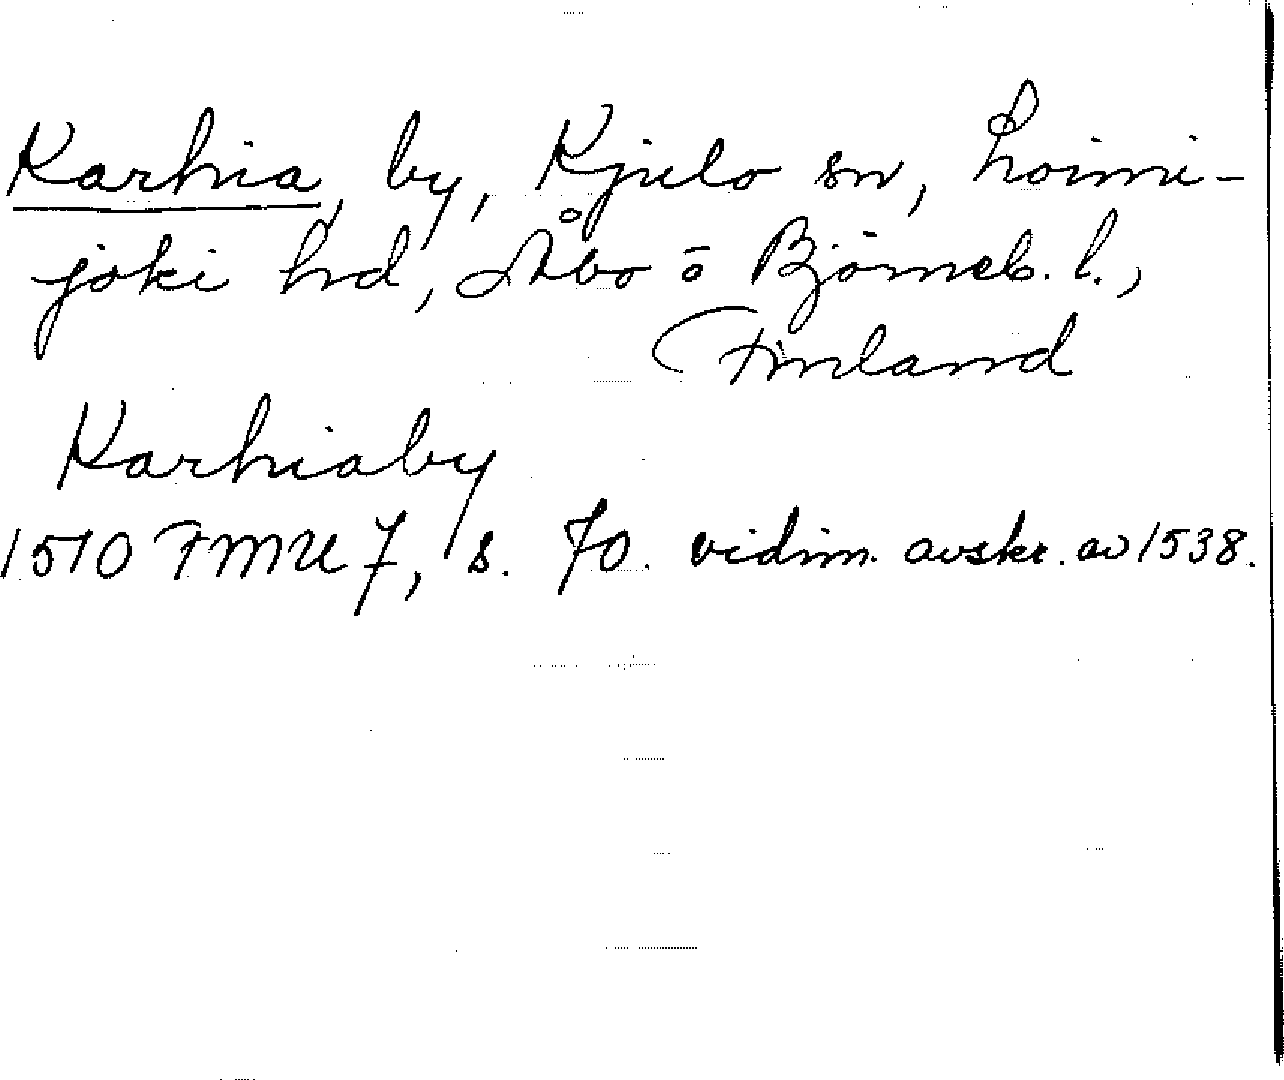 Karhia, by, Kjulo sn, Loimi-
joki hd, Åbo o Björneb. l.,
Finland
Karhiaby
1510 FMU 7, s. 70. vidim. avskr. av 1538.